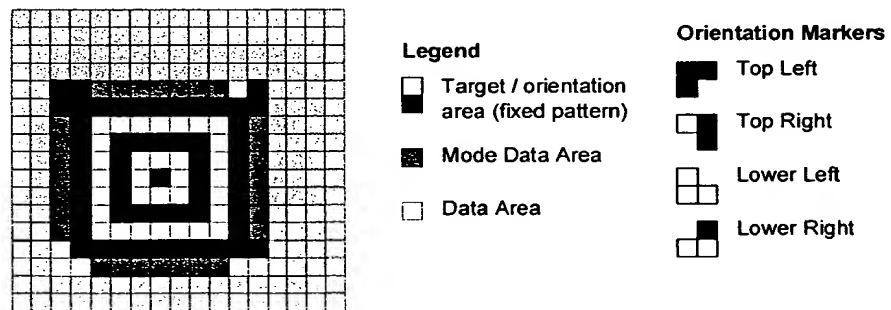 Legend
Target / orientation
area (fixed pattern)
Mode Data Area
Data Area
Orientation Markers
Top Left
Top Right
Lower Left
Lower Right